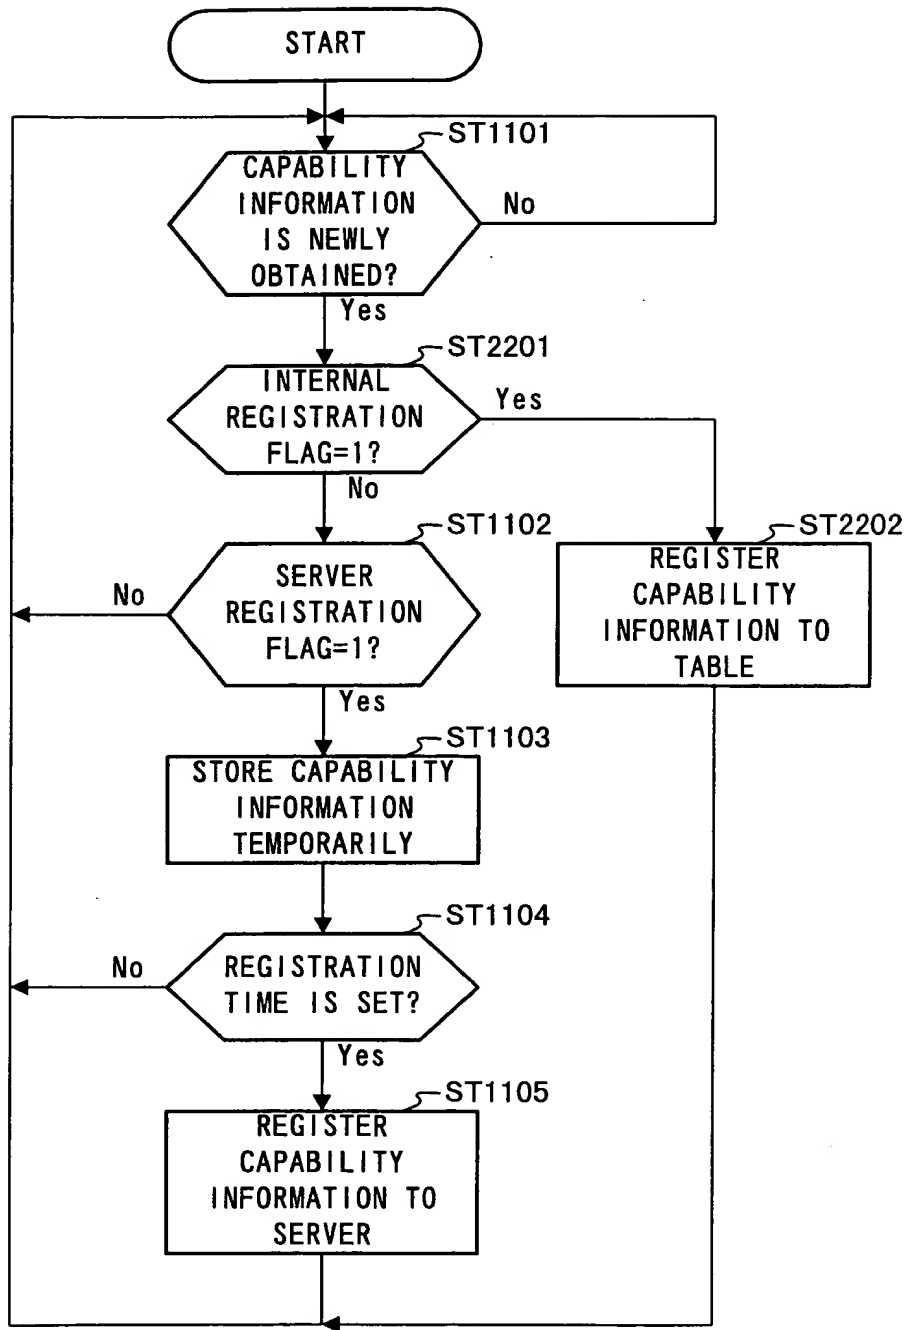 START
ST1101
CAPABILITY
INFORMATION
IS NEWLY
OBTAINED?
No
Yes
ST2201
INTERNAL
REGISTRATION
FLAG=1?
Yes
No
ST1102
SERVER
REGISTRATION
FLAG=1?
No
Yes
ST2202
REGISTER
CAPABILITY
INFORMATION TO
TABLE
ST1103
STORE CAPABILITY
INFORMATION
TEMPORARILY
ST1104
REGISTRATION
TIME IS SET?
No
Yes
ST1105
REGISTER
CAPABILITY
INFORMATION TO
SERVER